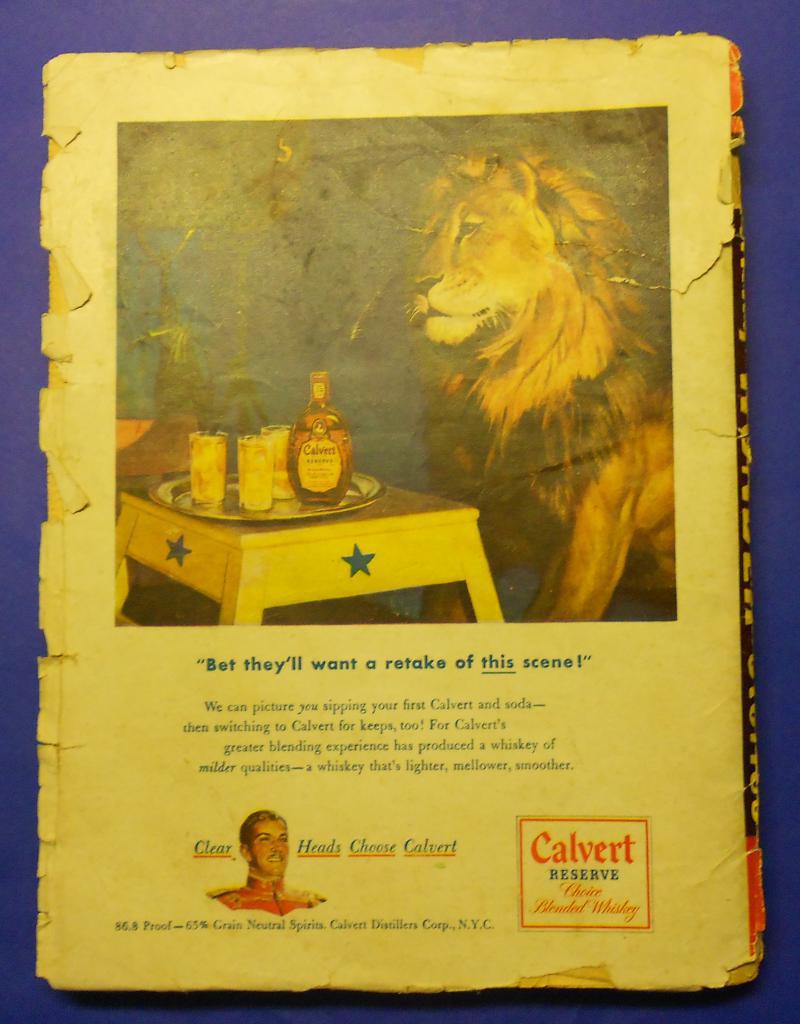 Calvert
RESERVE
"Bet they'll want a retake of this scene!"
We can picture you sipping your first Calvert and soda—
then switching to Calvert for keeps, too! For Calvert's
greater blending experience has produced a whiskey of
milder qualities—a whiskey that's lighter, mellower, smoother.
Clear Heads Choose Calvert
86.8 Proof—65% Grain Neutral Spirits. Calvert Distillers Corp., N.Y.C.
Calvert
RESERVE
Choice
Blended Whiskey